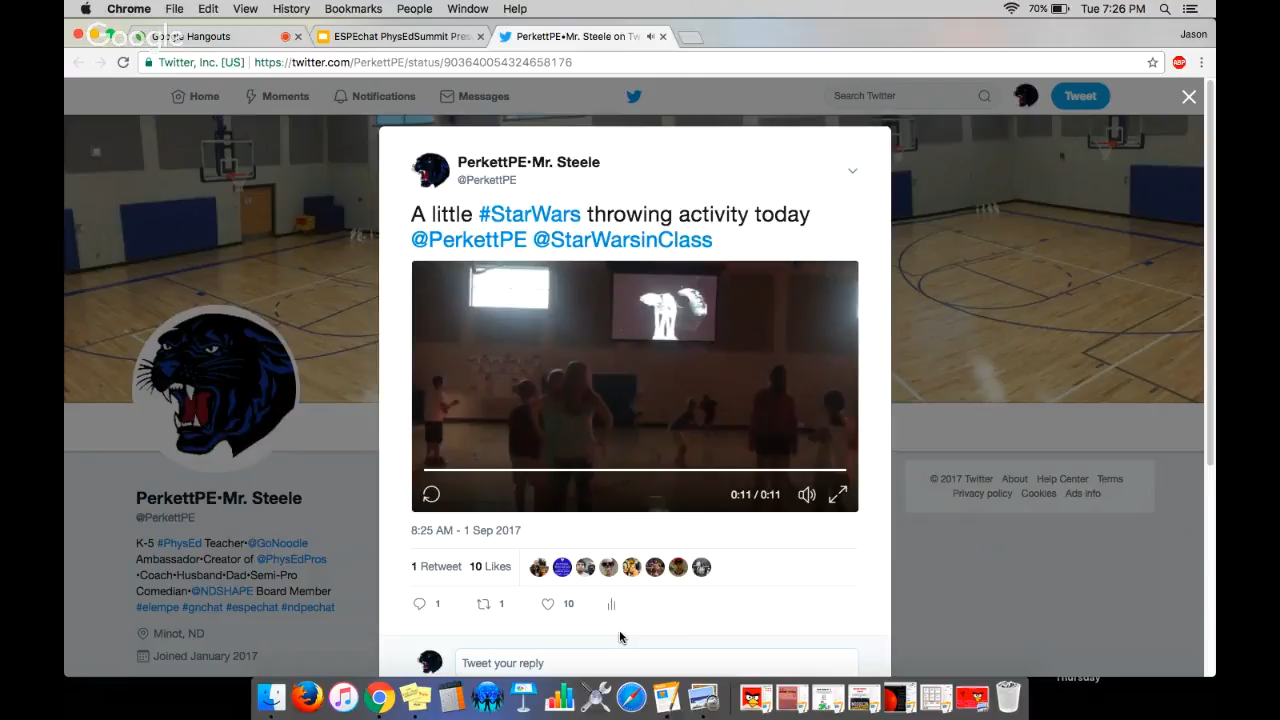 Chrome File Edit View History Bookmarks People Window Help 70% Tue 7:26 PM
Google Hangouts ESPEchat PhysEdSummit Pres PerkettPE•Mr. Steele on Tw Jason
Google
Twitter, Inc. [US] https://twitter.com/PerkettPE/status/903640054324658176 ABP
Home Moments Notifications Messages Search Twitter Tweet
PerkettPE•Mr. Steele
@PerkettPE
A little #StarWars throwing activity today
@PerkettPE @StarWarsinClass
0:11 / 0:11
8:25 AM - 1 Sep 2017
1 Retweet 10 Likes
1 1 10
Tweet your reply
PerkettPE•Mr. Steele
@PerkettPE
K-5 #PhysEd Teacher•@GoNoodle
Ambassador•Creator of @PhysEdPros
•Coach•Husband•Dad•Semi-Pro
Comedian•@NDSHAPE Board Member
#elempe #gnchat #espechat #ndpechat
Minot, ND
Joined January 2017
© 2017 Twitter About Help Center Terms
Privacy policy Cookies Ads info
Thursday